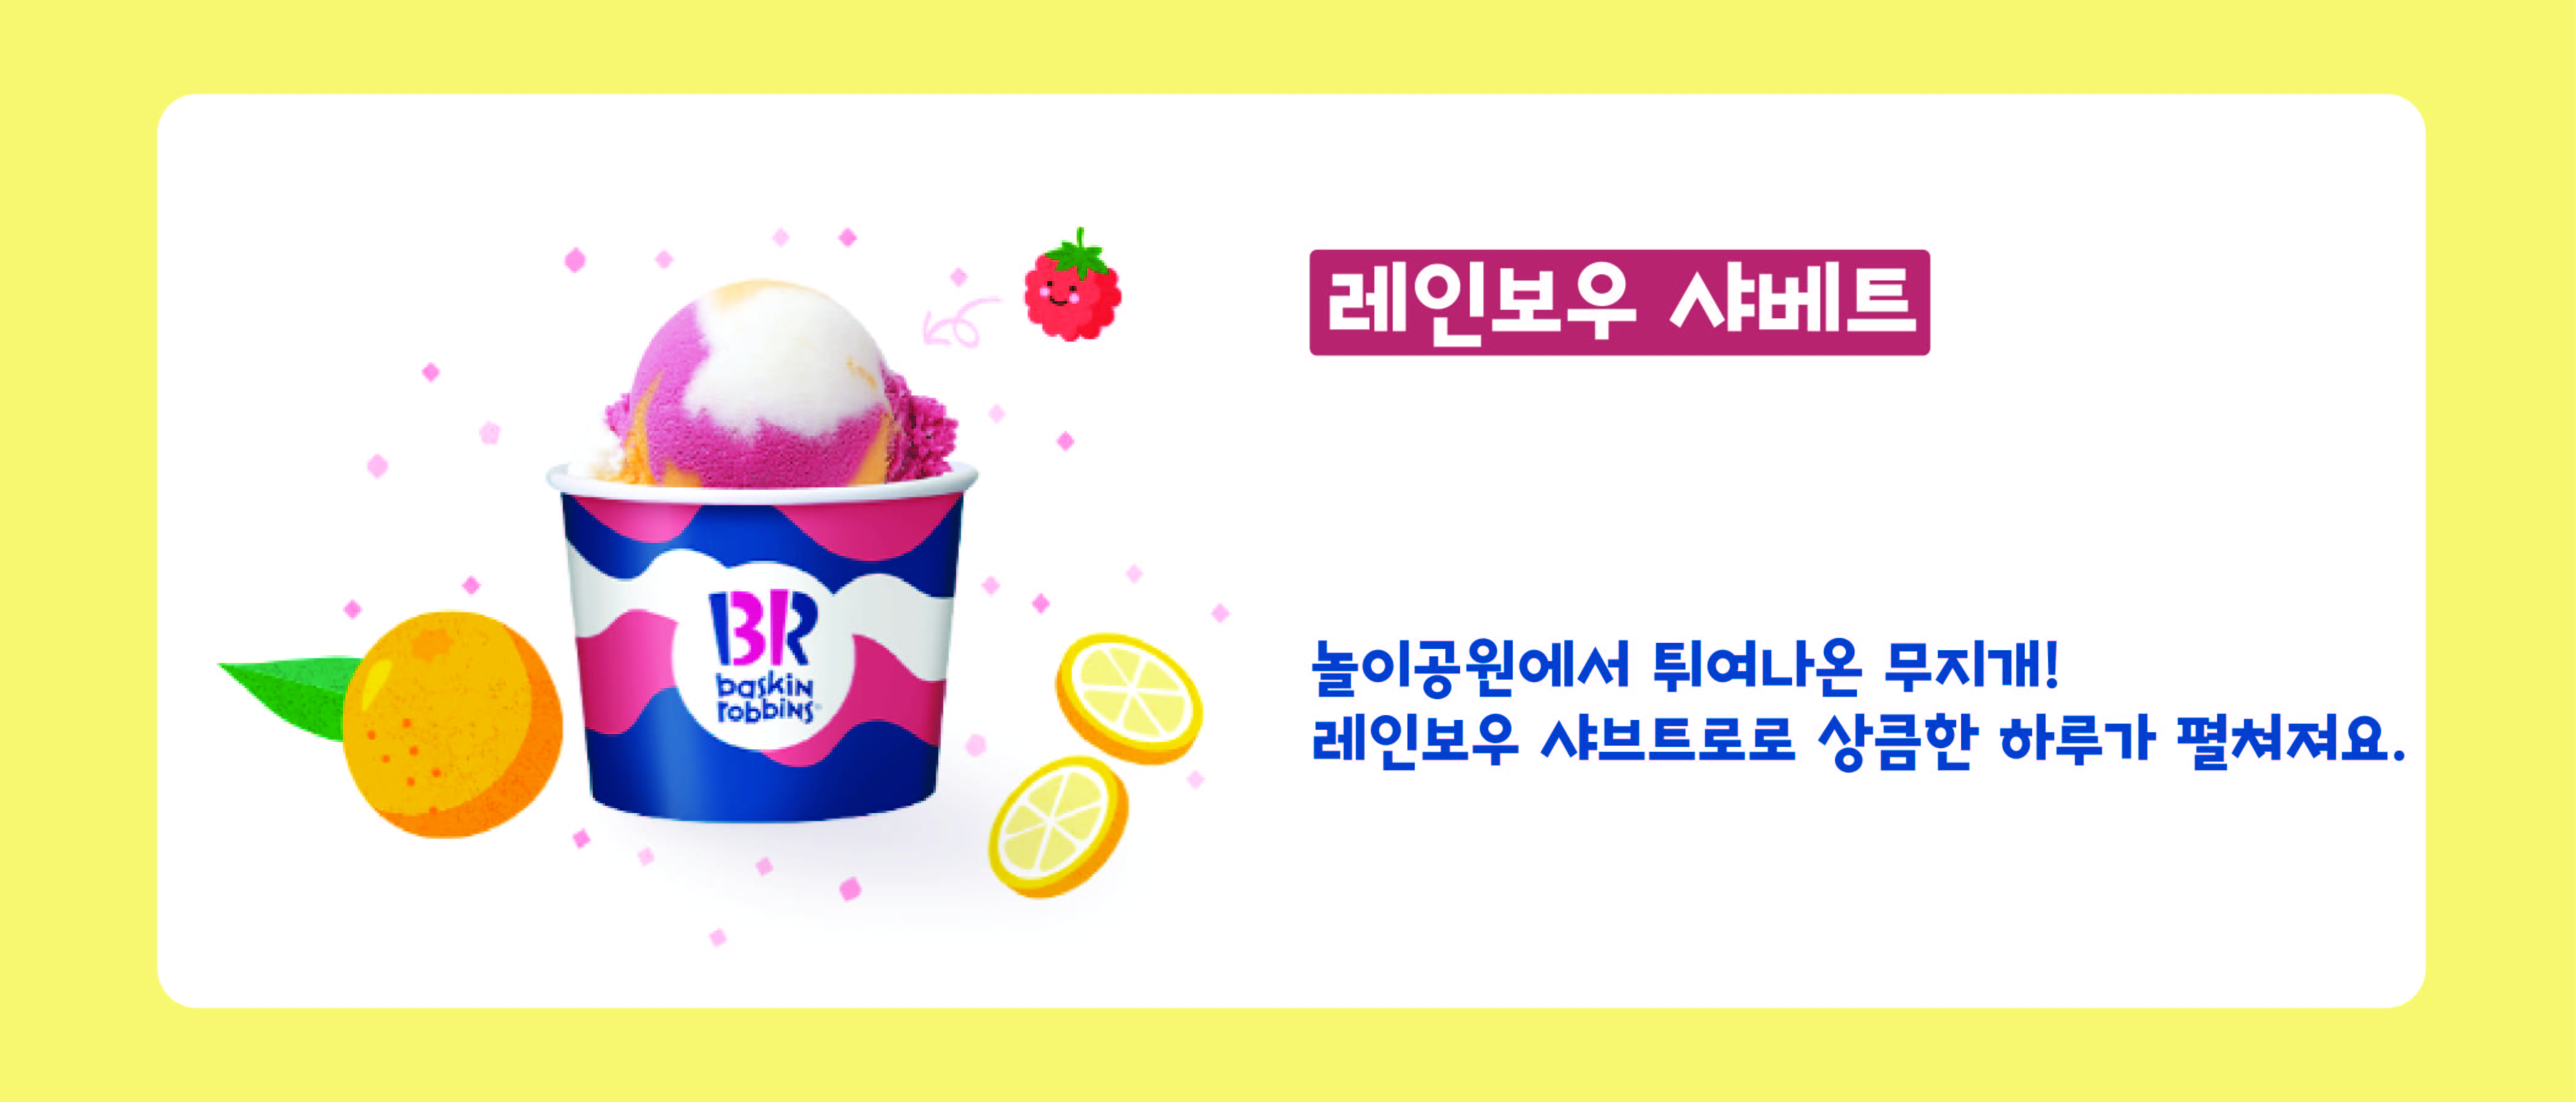 레인보우 샤베트
BR
baskin
robbins
놀이공원에서 튀여나온 무지개!
레인보우 샤브트로로 상큼한 하루가 펼쳐져요.